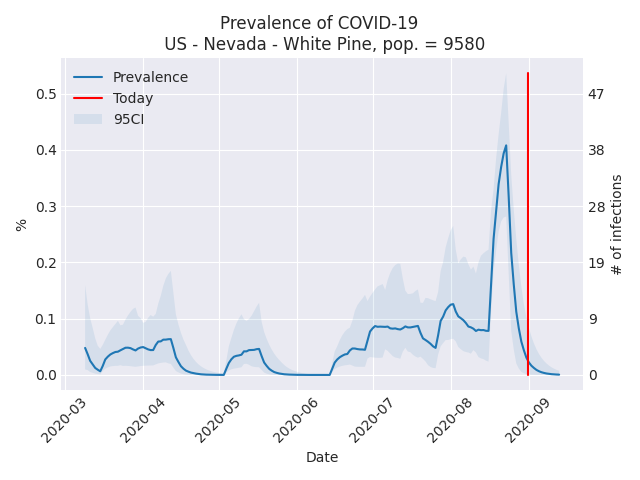 Prevalence of COVID-19
US - Nevada - White Pine, pop. = 9580
Prevalence
Today
95CI
%
0.5
0.4
0.3
0.2
0.1
0.0
47
38
28
19
9
0
# of infections
2020-03
2020-04
2020-05
2020-06
2020-07
2020-08
2020-09
Date